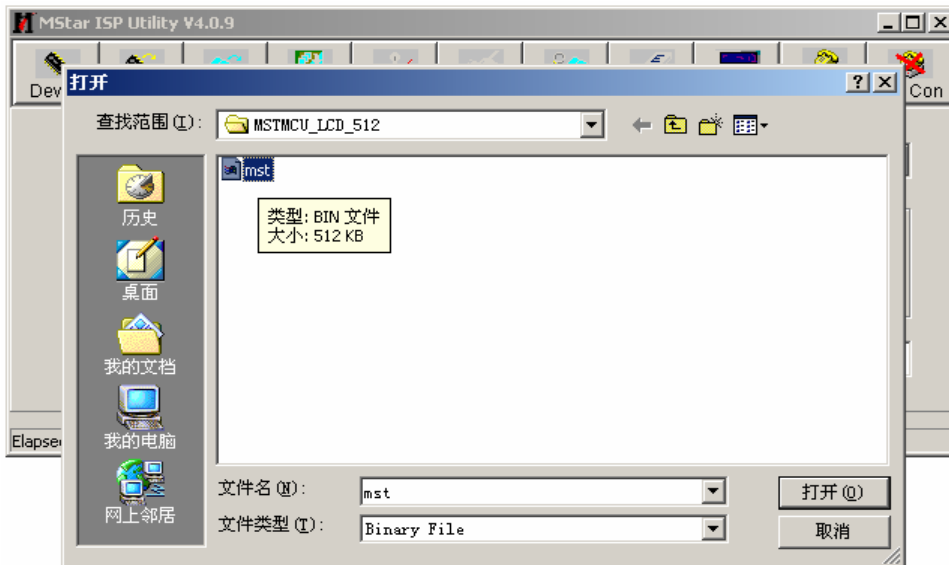 MStar ISP Utility V4.0.9
Dev
Con
打开
查找范围(I):
MSTMCU_LCD_512
mst
类型: BIN 文件
大小: 512 KB
历史
桌面
我的文档
我的电脑
网上邻居
Elapse
文件名(N):
mst
打开(O)
文件类型(T):
Binary File
取消